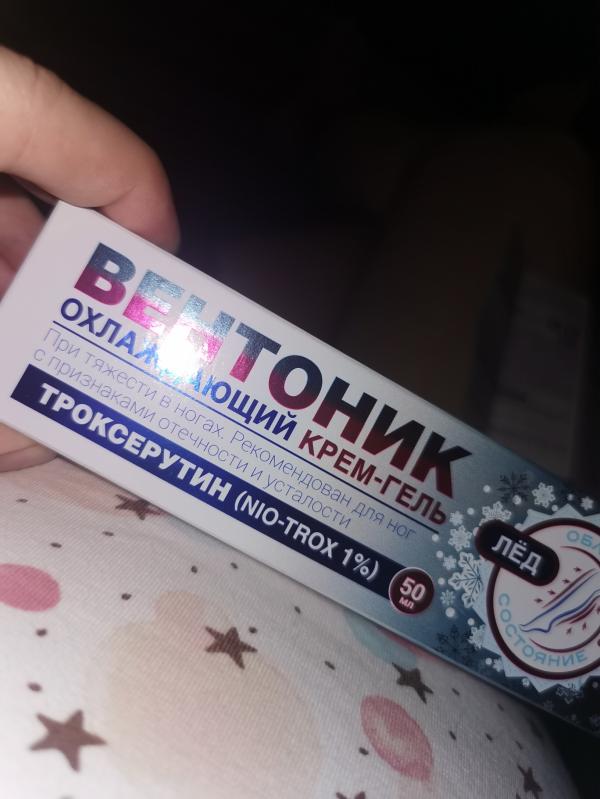 ВЕНТОНИК
ОХЛАЖДАЮЩИЙ КРЕМ-ГЕЛЬ
При тяжести в ногах. Рекомендован для ног
с признаками отечности и усталости
ТРОКСЕРУТИН (NIO-TROX 1%)
50
МЛ
ЛЁД
СОСТОЯНИЕ